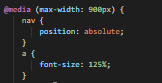 @media (max-width: 900px) {
nav {
position: absolute;
}
a {
font-size: 125%;
}